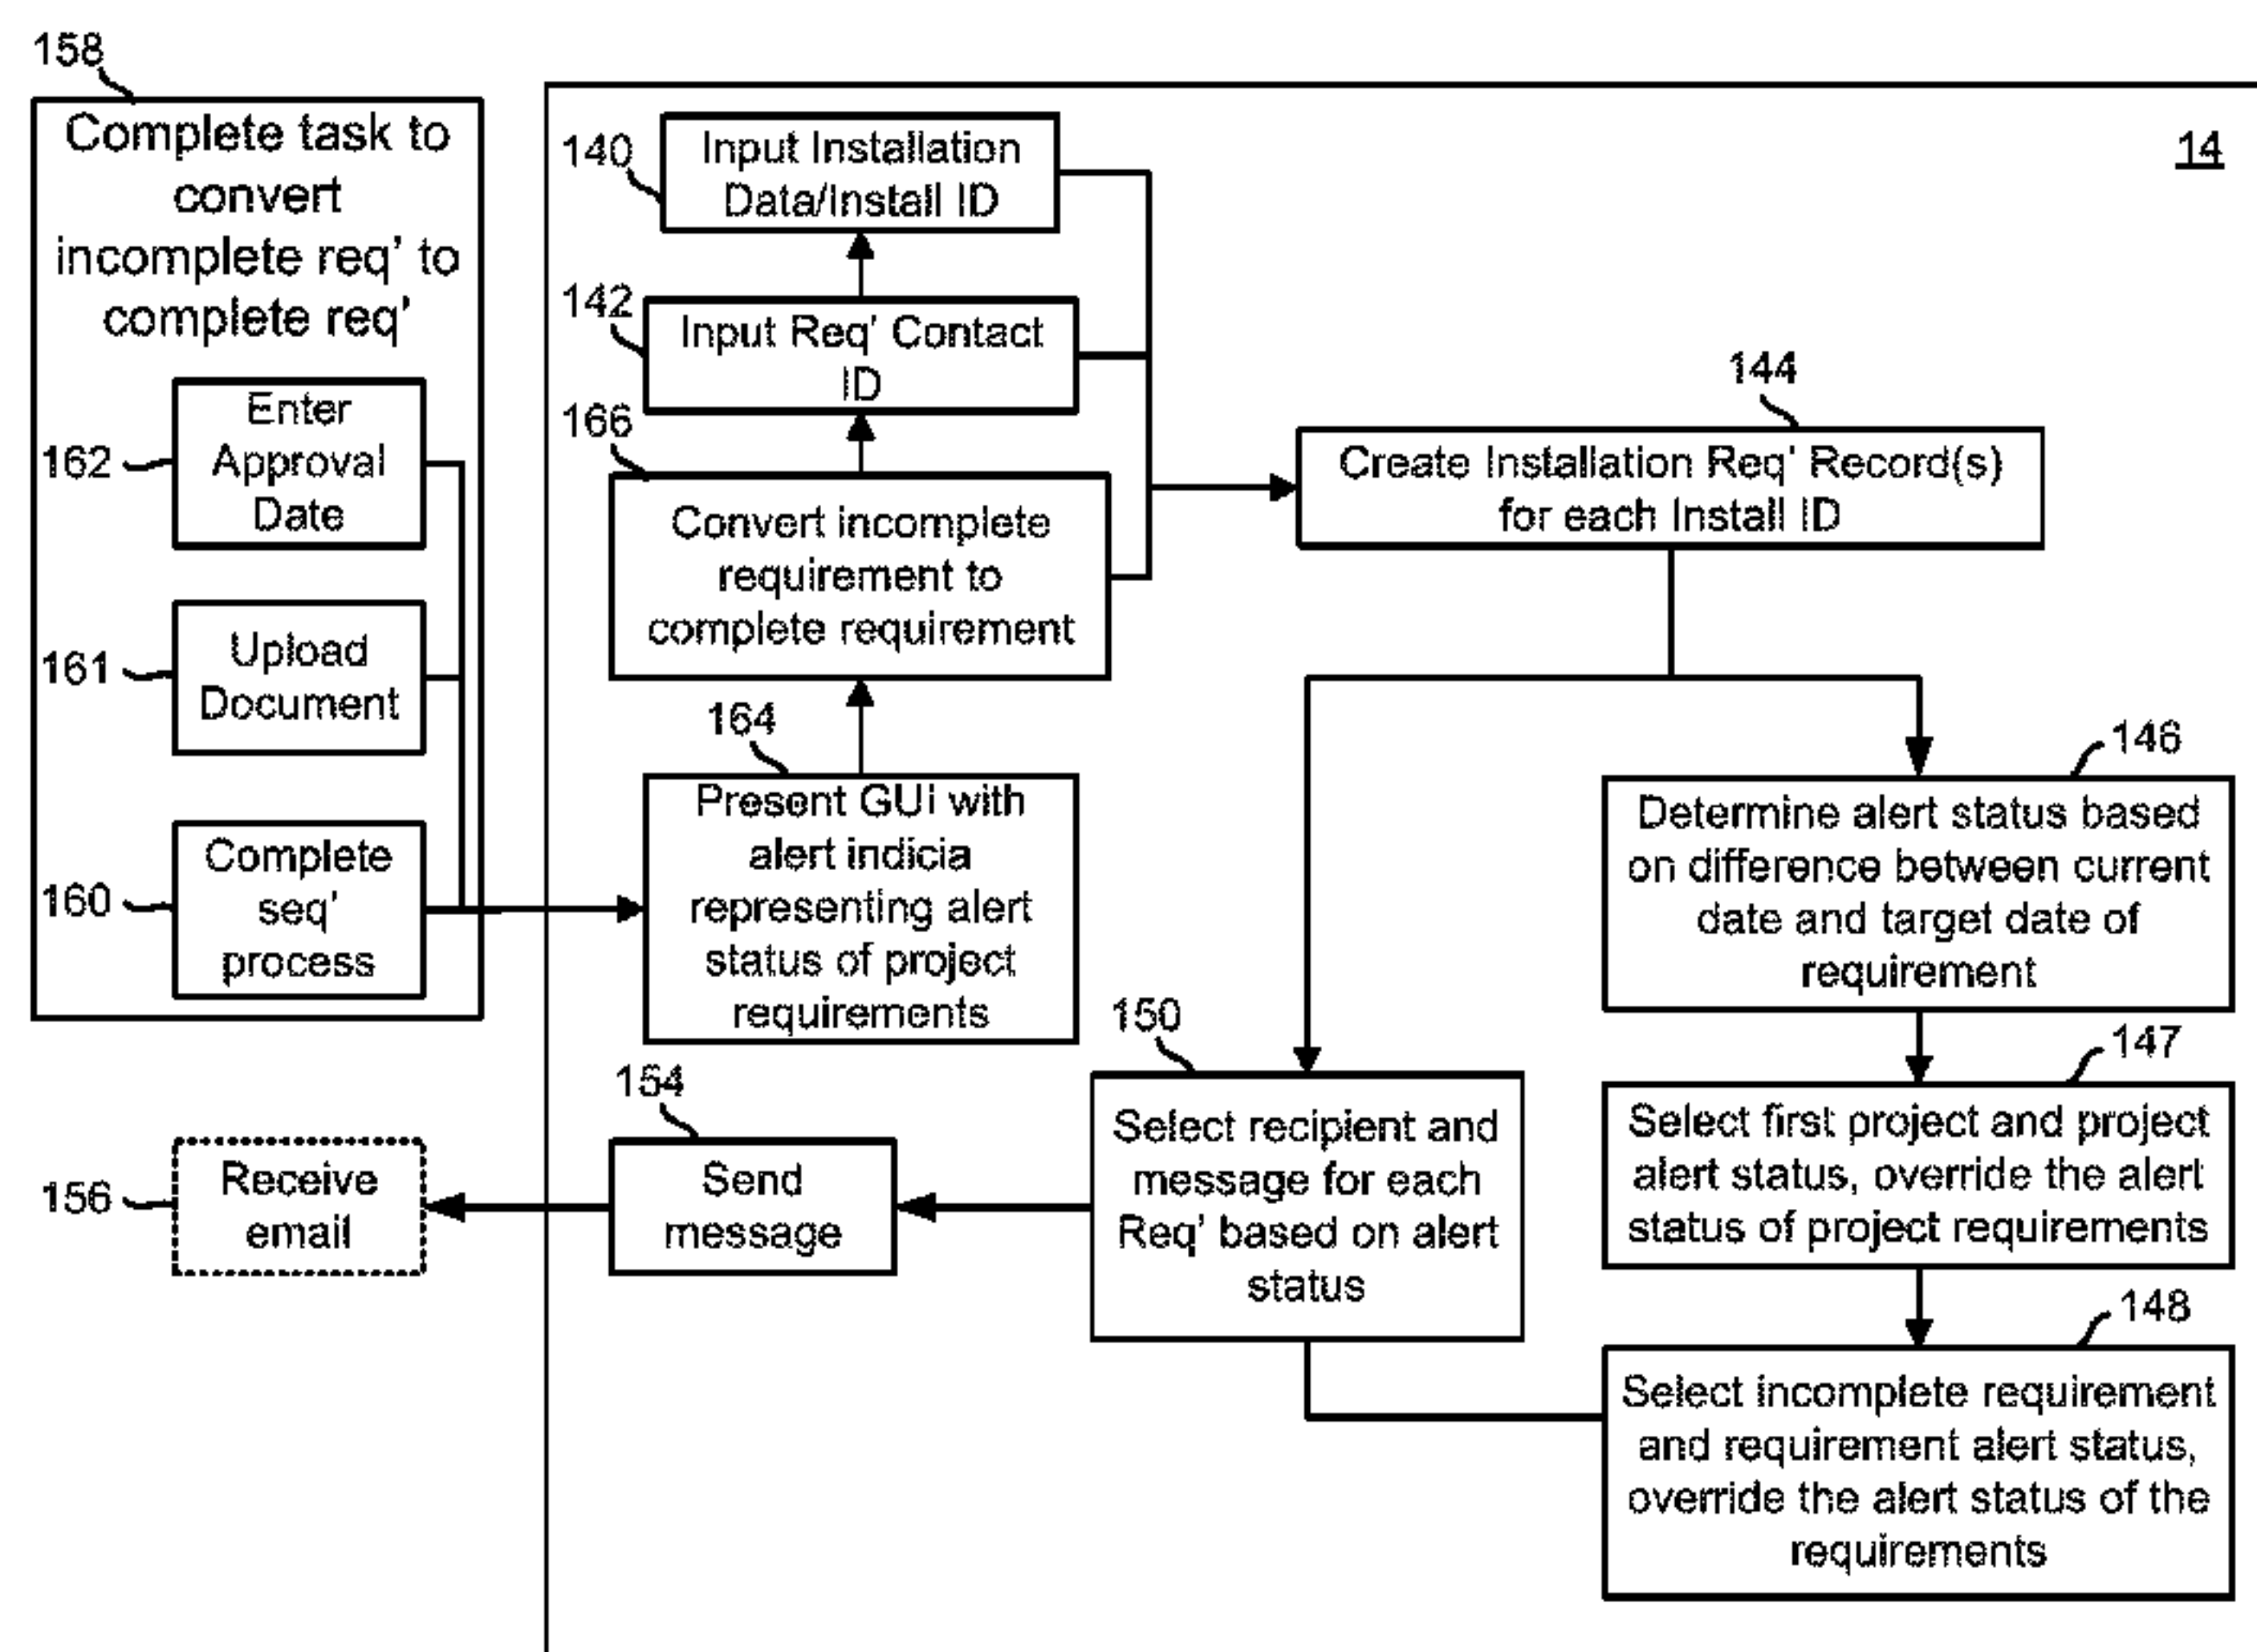 158
Complete task to
convert
incomplete req' to
complete req'
162
Enter
Approval
Date
161
Upload
Document
160
Complete
seq'
process
14
140
Input Installation
Data/Install ID
142
Input Req' Contact
ID
166
Convert incomplete
requirement to
complete requirement
164
Present GUI with
alert indicia
representing alert
status of project
requirements
144
Create Installation Req' Record(s)
for each Install ID
146
Determine alert status based
on difference between current
date and target date of
requirement
147
Select first project and project
alert status, override the alert
status of project requirements
148
Select incomplete requirement
and requirement alert status,
override the alert status of the
requirements
150
Select recipient and
message for each
Req' based on alert
status
154
Send
message
156
Receive
email